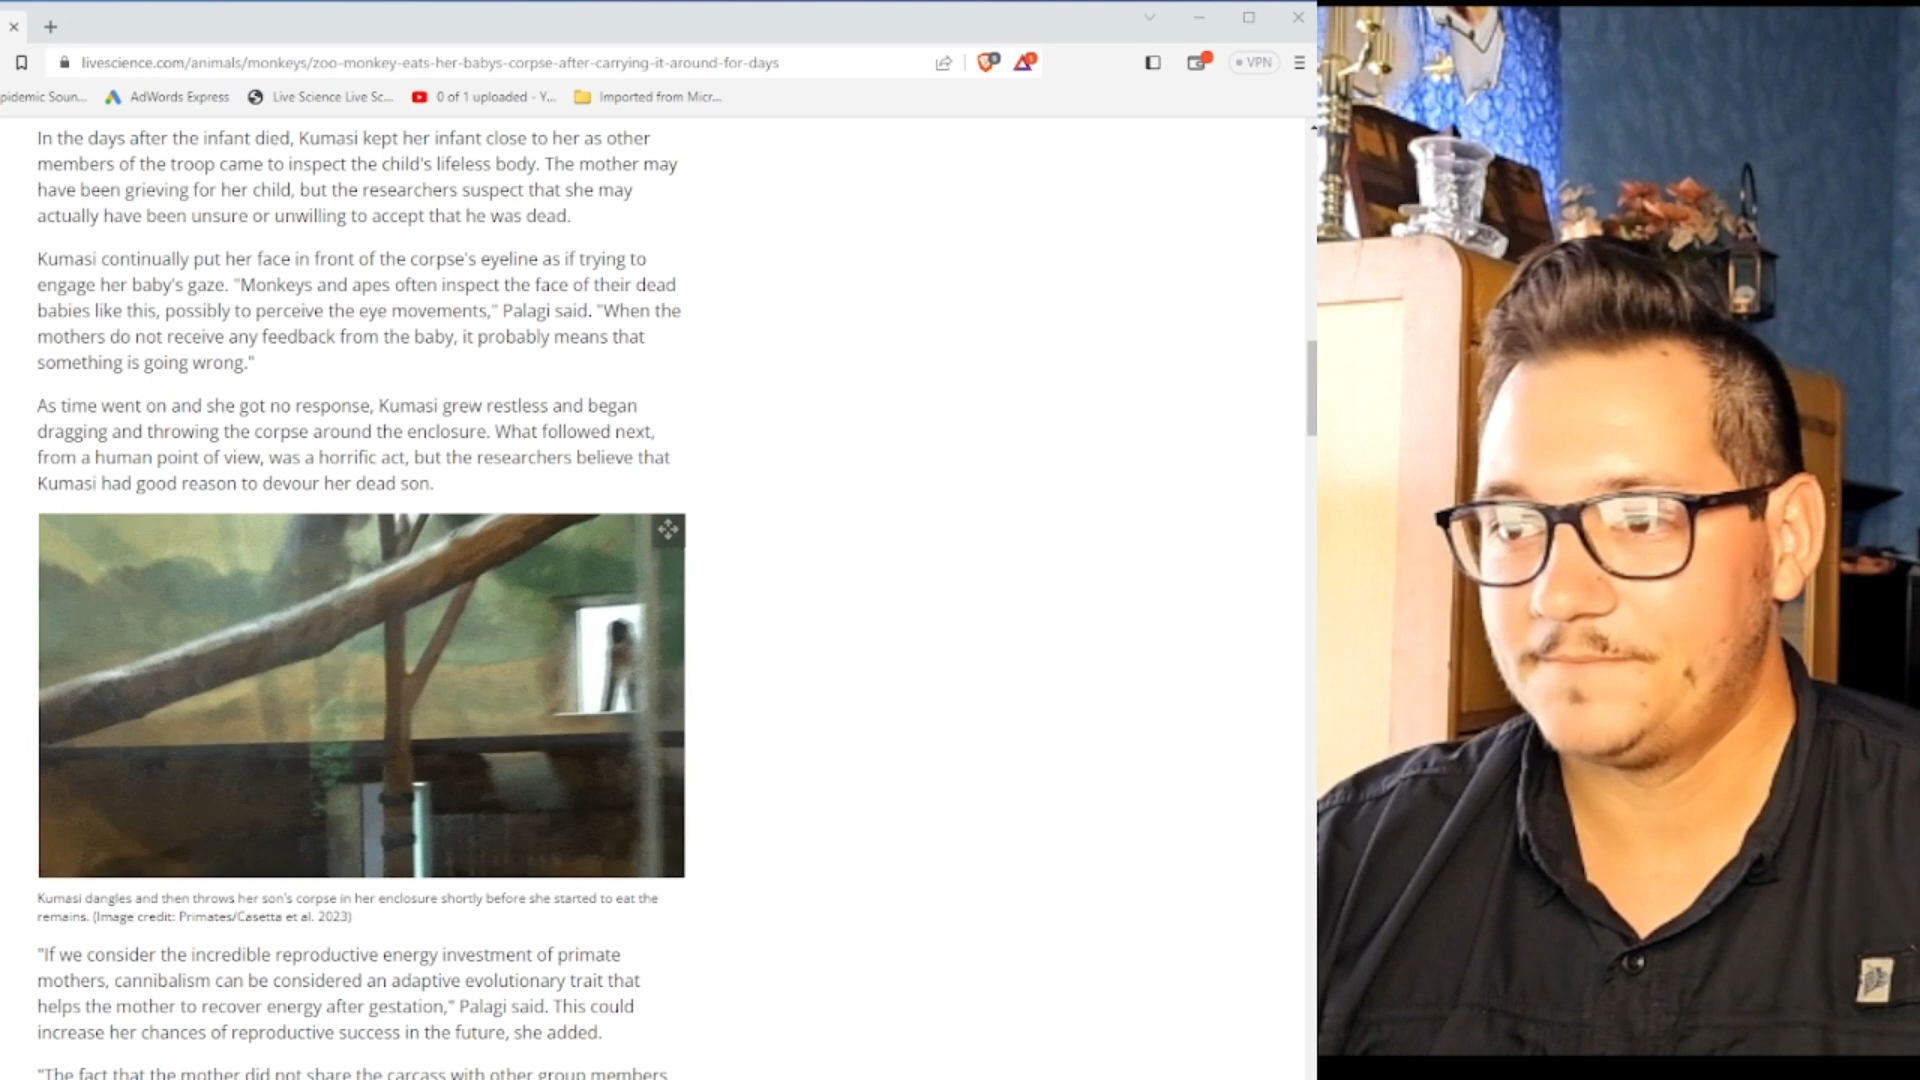 livescience.com/animals/monkeys/zoo-monkey-eats-her-babys-corpse-after-carrying-it-around-for-days
VPN
pidemic Soun...
AdWords Express
Live Science Live Sc...
0 of 1 uploaded - Y...
Imported from Micr...
In the days after the infant died, Kumasi kept her infant close to her as other
members of the troop came to inspect the child's lifeless body. The mother may
have been grieving for her child, but the researchers suspect that she may
actually have been unsure or unwilling to accept that he was dead.
Kumasi continually put her face in front of the corpse's eyeline as if trying to
engage her baby's gaze. "Monkeys and apes often inspect the face of their dead
babies like this, possibly to perceive the eye movements," Palagi said. "When the
mothers do not receive any feedback from the baby, it probably means that
something is going wrong."
As time went on and she got no response, Kumasi grew restless and began
dragging and throwing the corpse around the enclosure. What followed next,
from a human point of view, was a horrific act, but the researchers believe that
Kumasi had good reason to devour her dead son.
Kumasi dangles and then throws her son's corpse in her enclosure shortly before she started to eat the
remains. (Image credit: Primates/Casetta et al. 2023)
"If we consider the incredible reproductive energy investment of primate
mothers, cannibalism can be considered an adaptive evolutionary trait that
helps the mother to recover energy after gestation," Palagi said. This could
increase her chances of reproductive success in the future, she added.
"The fact that the mother did not share the carcass with other group members